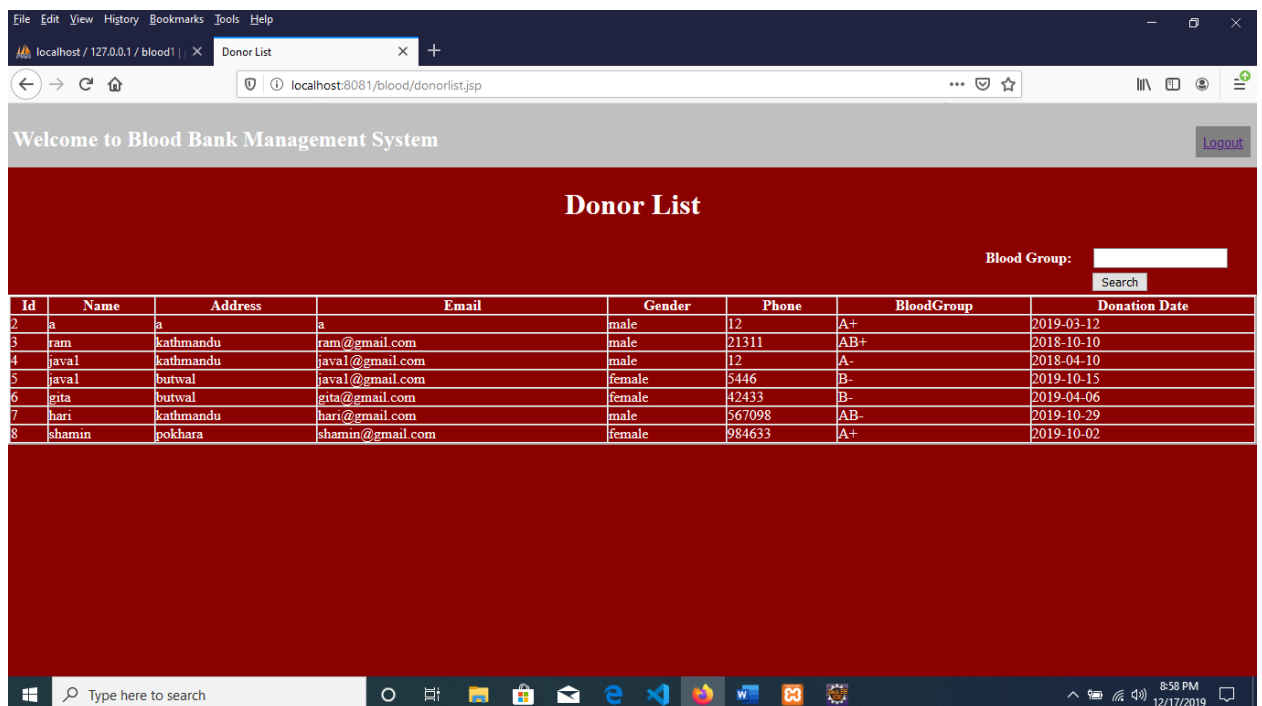 File Edit View History Bookmarks Tools Help
localhost / 127.0.0.1 / blood1 |
Donor List
localhost:8081/blood/donorlist.jsp
Welcome to Blood Bank Management System
Logout
Donor List
Blood Group:
Search
Id Name Address Email Gender Phone BloodGroup Donation Date
2 a a a male 12 A+ 2019-03-12
3 ram kathmandu ram@gmail.com male 21311 AB+ 2018-10-10
4 java1 kathmandu java1@gmail.com male 12 A- 2018-04-10
5 java1 butwal java1@gmail.com female 5446 B- 2019-10-15
6 gita butwal gita@gmail.com female 42433 B- 2019-04-06
7 hari kathmandu hari@gmail.com male 567098 AB- 2019-10-29
8 shamin pokhara shamin@gmail.com female 984633 A+ 2019-10-02
Type here to search
8:58 PM
12/17/2019